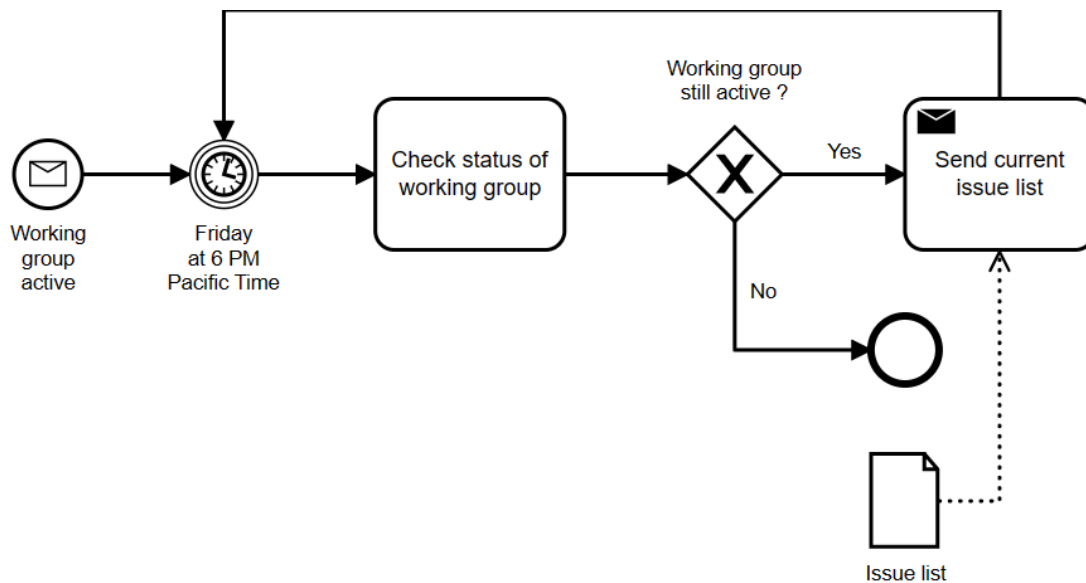 Working group
still active ?
Check status of
working group
Yes
Send current
issue list
Working
group
active
Friday
at 6 PM
Pacific Time
No
Issue list